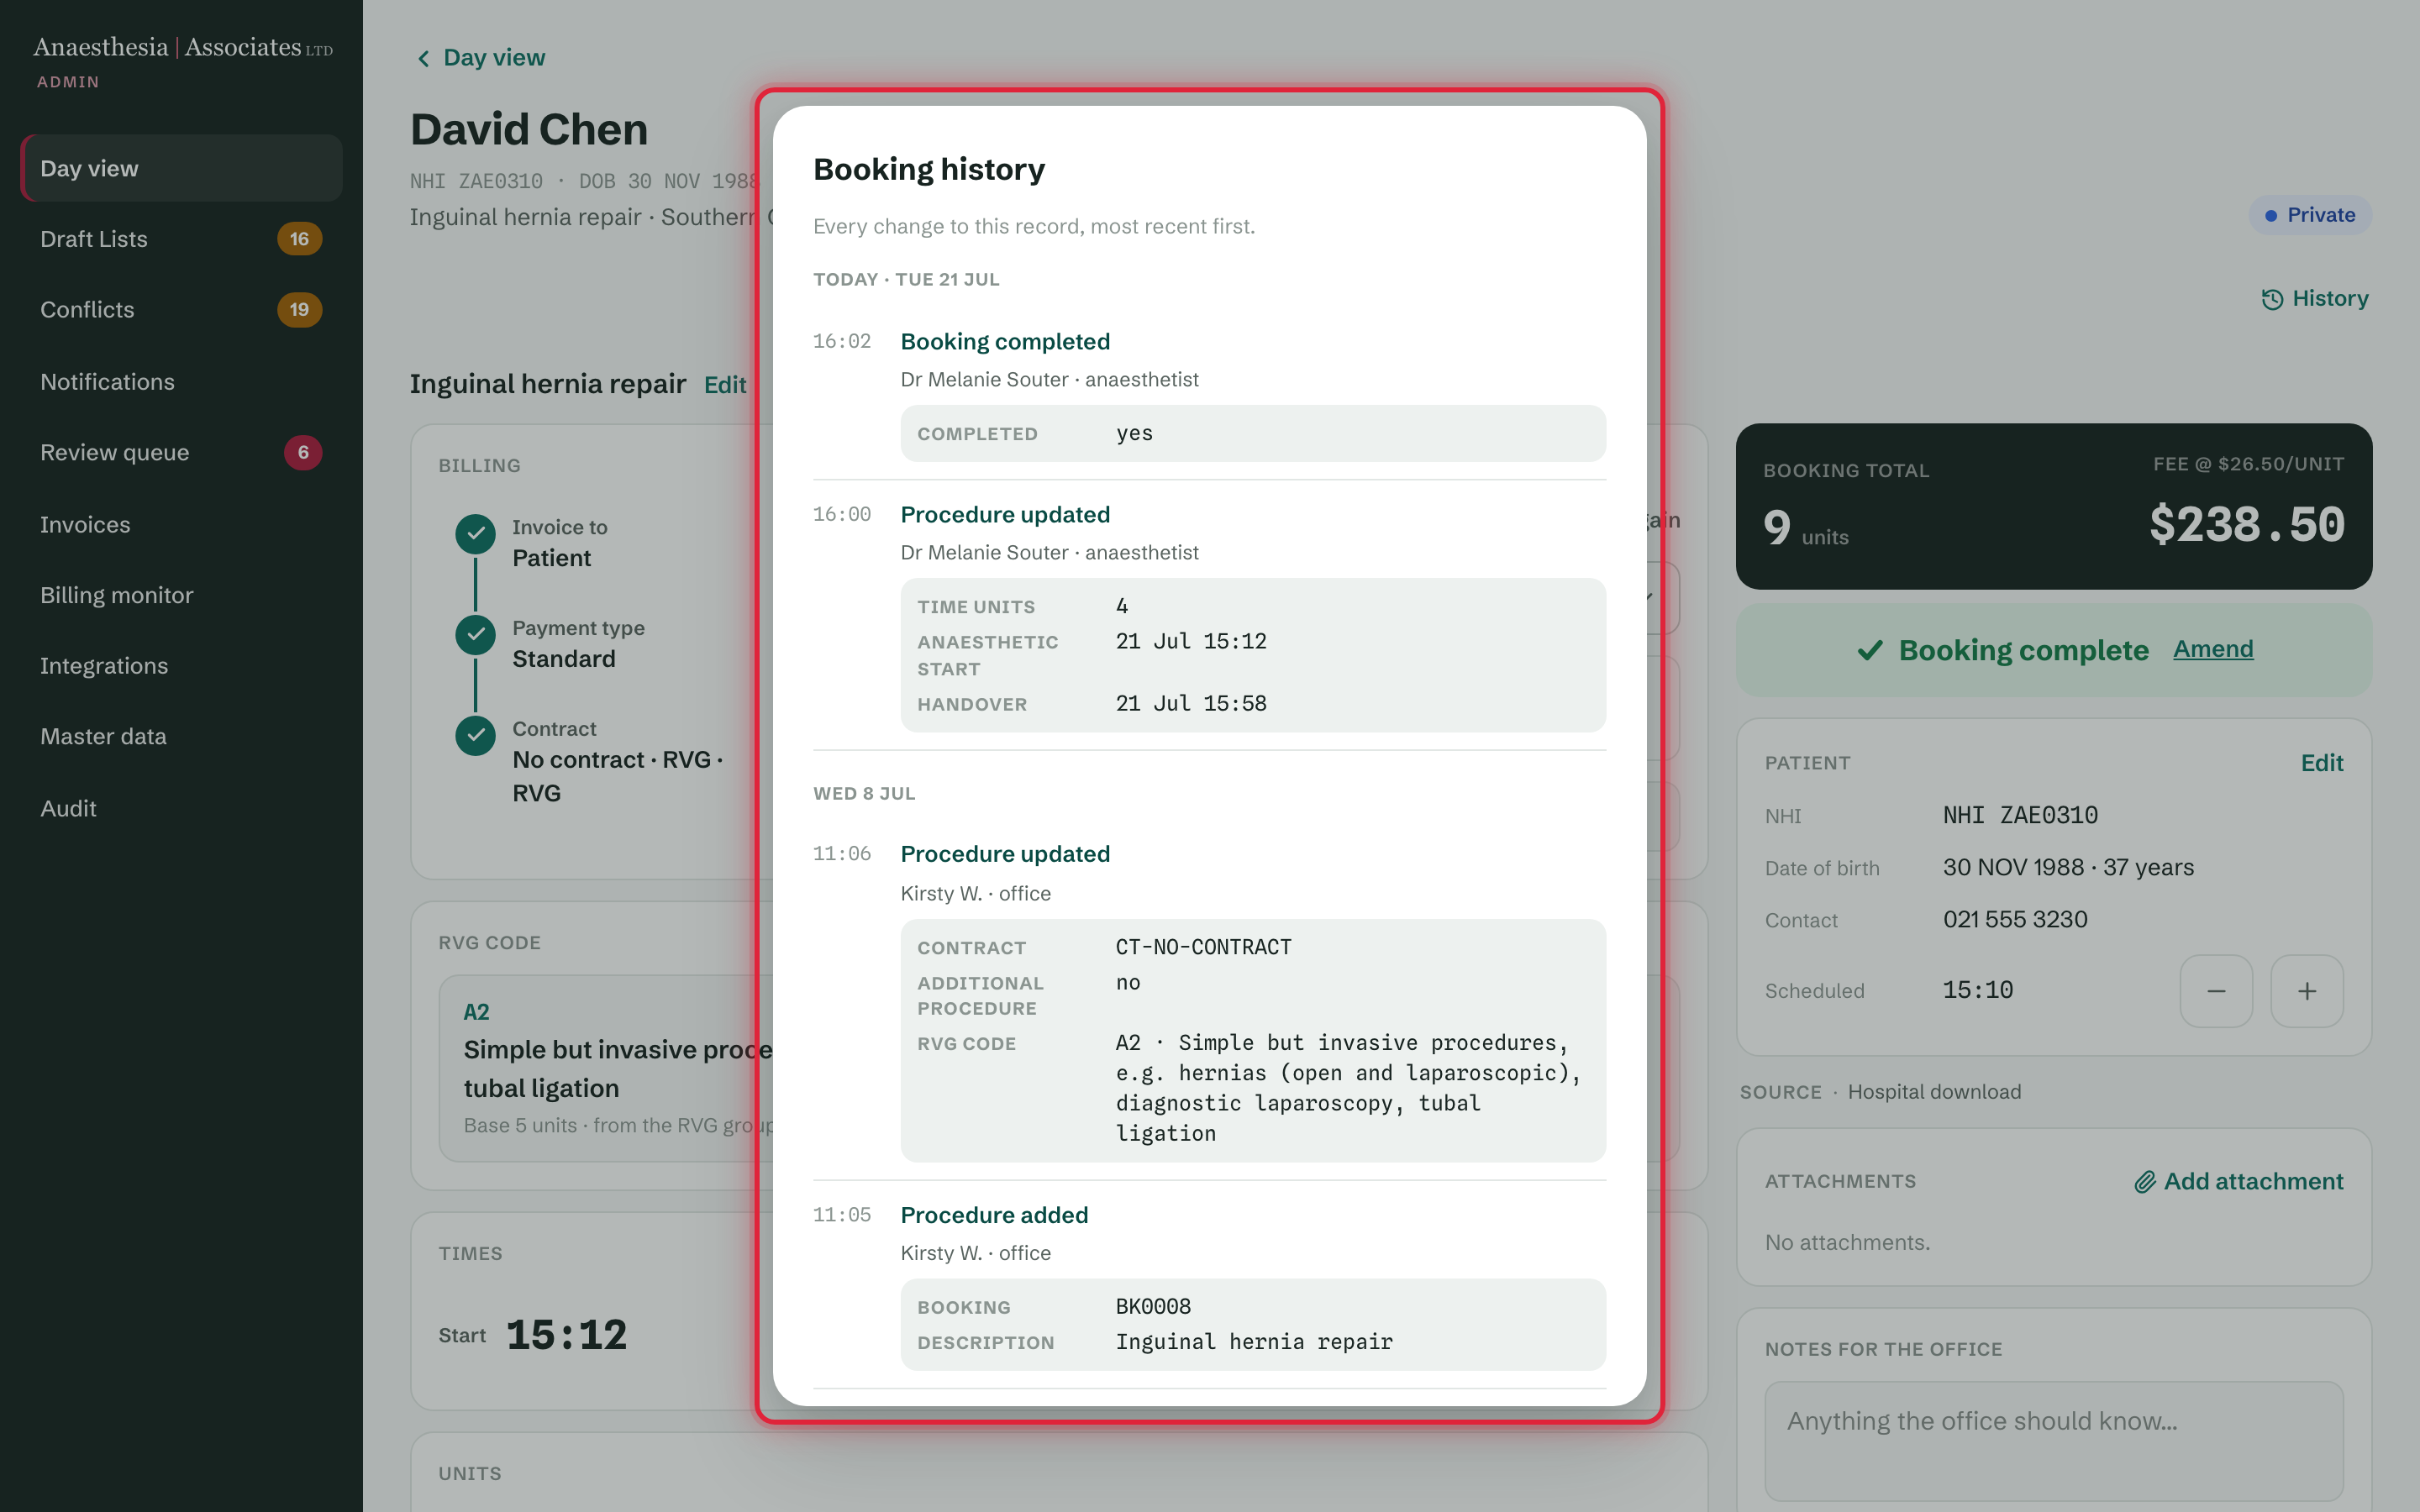 Anaesthesia | Associates LTD
ADMIN
Day view
Draft Lists 16
Conflicts 19
Notifications
Review queue 6
Invoices
Billing monitor
Integrations
Master data
Audit
Day view
David Chen
NHI ZAE0310 · DOB 30 NOV 1988
Inguinal hernia repair · Southern
Private
History
Inguinal hernia repair Edit
BILLING
Invoice to
Patient
Payment type
Standard
Contract
No contract · RVG ·
RVG
RVG CODE
A2
Simple but invasive proce
tubal ligation
Base 5 units · from the RVG group
TIMES
Start 15:12
UNITS
Booking history
Every change to this record, most recent first.
TODAY · TUE 21 JUL
16:02 Booking completed
Dr Melanie Souter · anaesthetist
COMPLETED yes
16:00 Procedure updated
Dr Melanie Souter · anaesthetist
TIME UNITS 4
ANAESTHETIC START 21 Jul 15:12
HANDOVER 21 Jul 15:58
WED 8 JUL
11:06 Procedure updated
Kirsty W. · office
CONTRACT CT-NO-CONTRACT
ADDITIONAL PROCEDURE no
RVG CODE A2 · Simple but invasive procedures,
e.g. hernias (open and laparoscopic),
diagnostic laparoscopy, tubal
ligation
11:05 Procedure added
Kirsty W. · office
BOOKING BK0008
DESCRIPTION Inguinal hernia repair
BOOKING TOTAL FEE @ $26.50/UNIT
9 units $238.50
Booking complete Amend
PATIENT Edit
NHI NHI ZAE0310
Date of birth 30 NOV 1988 · 37 years
Contact 021 555 3230
Scheduled 15:10 − +
SOURCE · Hospital download
ATTACHMENTS Add attachment
No attachments.
NOTES FOR THE OFFICE
Anything the office should know…